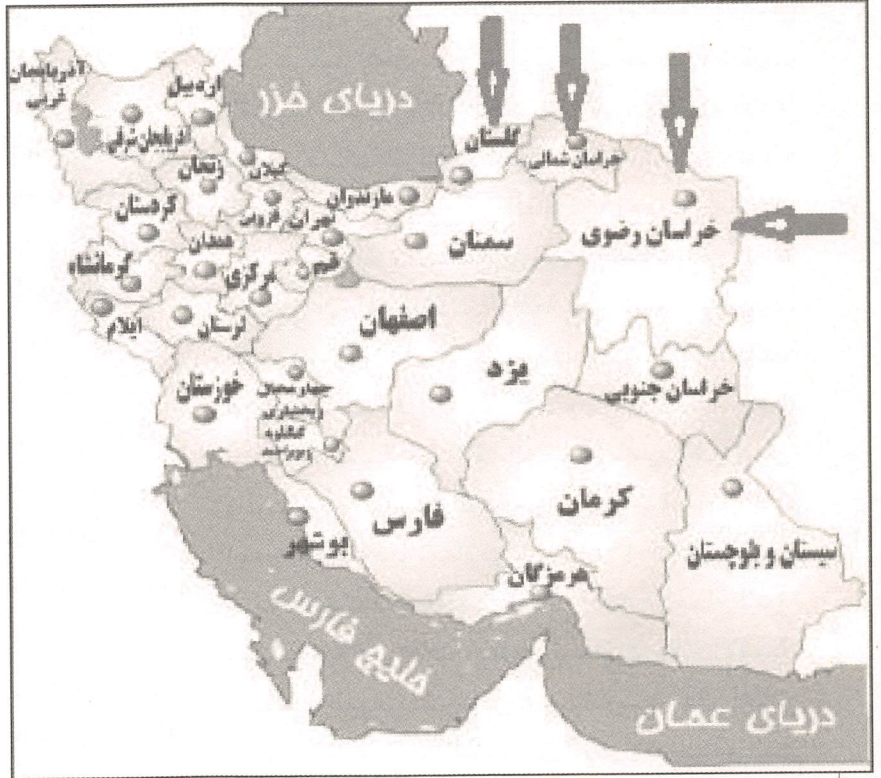 دریای خزر
آذربایجان
غربی
اردبیل
آذربایجان شرقی
گلستان
خراسان شمالی
گیلان
زنجان
مازندران
تهران
قزوین
کردستان
خراسان رضوی
سمنان
همدان
قم
مرکزی
کرمانشاه
ایلام
لرستان
اصفهان
یزد
خوزستان
چهارمحال
و بختیاری
کهگیلویه
و بویراحمد
خراسان جنوبی
فارس
کرمان
بوشهر
سیستان و بلوچستان
هرمزگان
خلیج فارس
دریای عمان